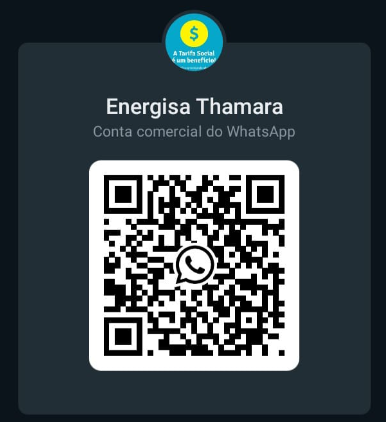 A Tarifa Social
é um benefício!
Energisa Thamara
Conta comercial do WhatsApp